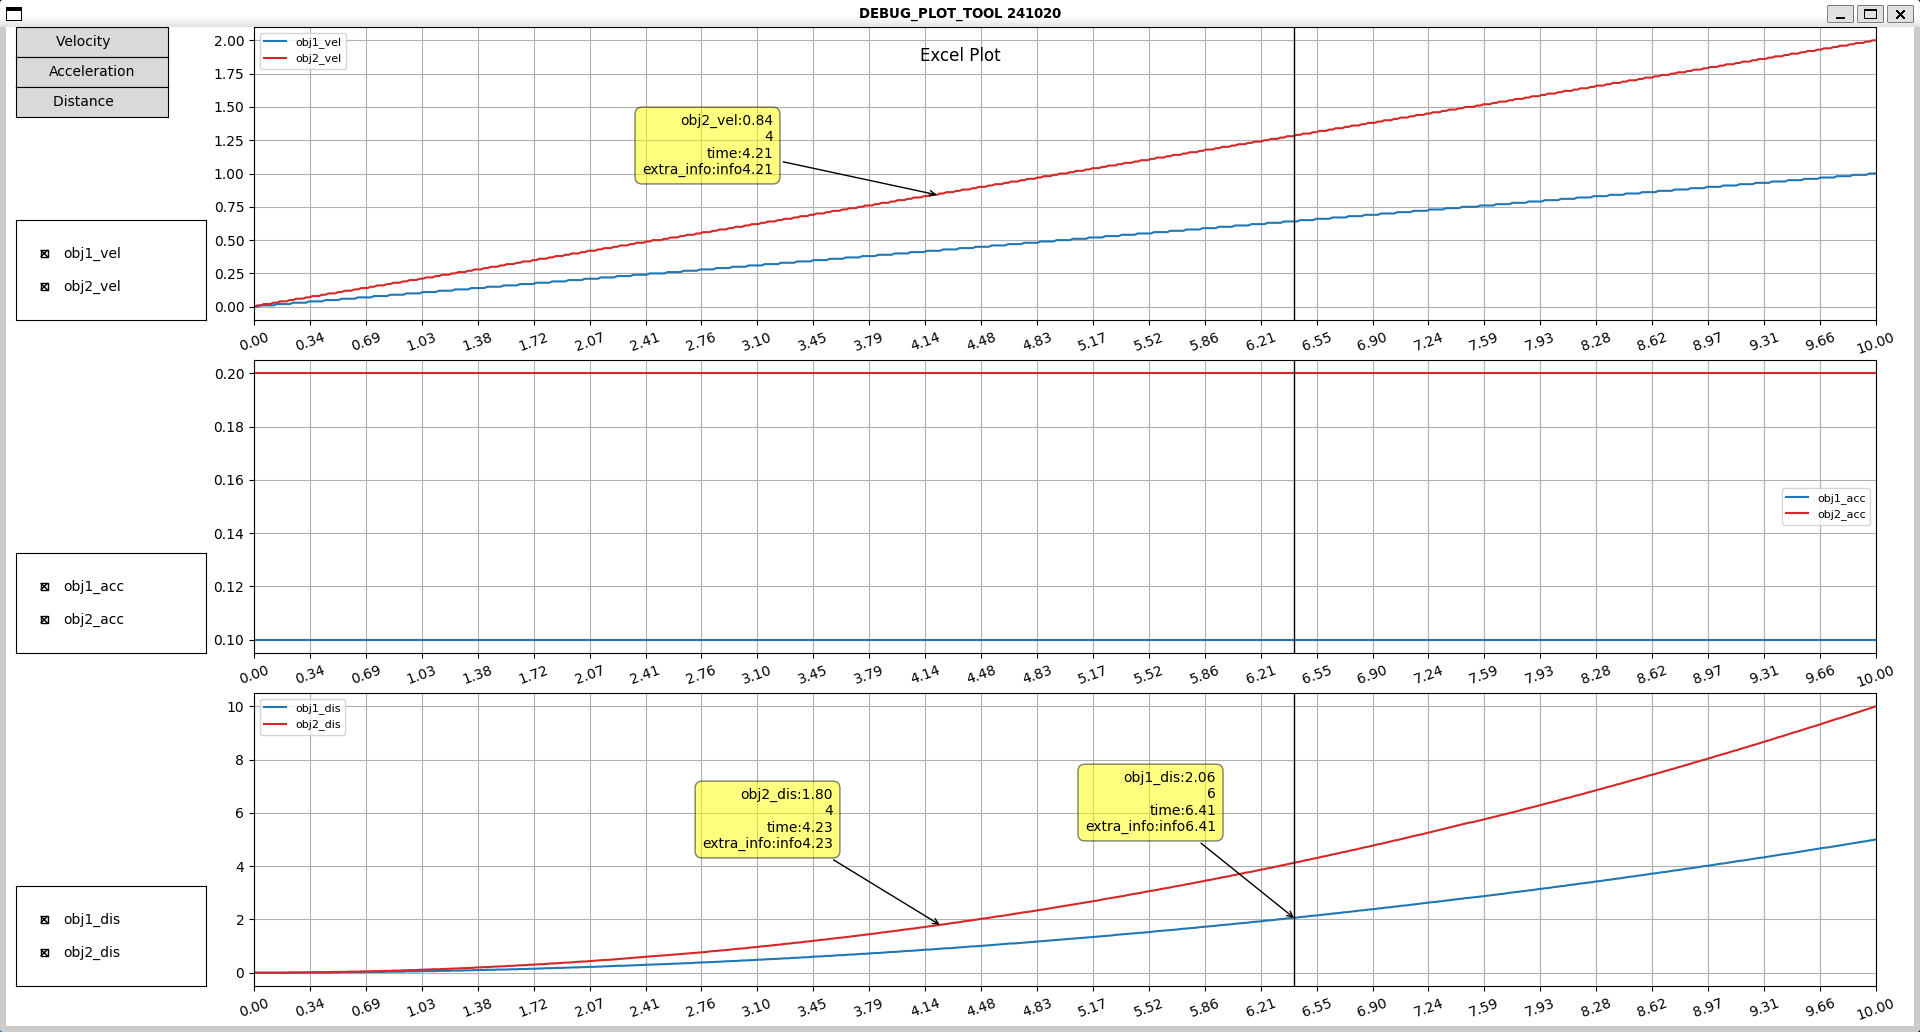 DEBUG_PLOT_TOOL 241020
Velocity
Acceleration
Distance
obj1_vel
obj2_vel
Excel Plot
obj1_vel
obj2_vel
2.00
1.75
1.50
1.25
1.00
0.75
0.50
0.25
0.00
obj2_vel:0.84
4
time:4.21
extra_info:info4.21
0.00 0.34 0.69 1.03 1.38 1.72 2.07 2.41 2.76 3.10 3.45 3.79 4.14 4.48 4.83 5.17 5.52 5.86 6.21 6.55 6.90 7.24 7.59 7.93 8.28 8.62 8.97 9.31 9.66 10.00
obj1_acc
obj2_acc
0.20
0.18
0.16
0.14
0.12
0.10
obj1_acc
obj2_acc
0.00 0.34 0.69 1.03 1.38 1.72 2.07 2.41 2.76 3.10 3.45 3.79 4.14 4.48 4.83 5.17 5.52 5.86 6.21 6.55 6.90 7.24 7.59 7.93 8.28 8.62 8.97 9.31 9.66 10.00
obj1_dis
obj2_dis
10
8
6
4
2
0
obj1_dis
obj2_dis
obj2_dis:1.80
4
time:4.23
extra_info:info4.23
obj1_dis:2.06
6
time:6.41
extra_info:info6.41
0.00 0.34 0.69 1.03 1.38 1.72 2.07 2.41 2.76 3.10 3.45 3.79 4.14 4.48 4.83 5.17 5.52 5.86 6.21 6.55 6.90 7.24 7.59 7.93 8.28 8.62 8.97 9.31 9.66 10.00